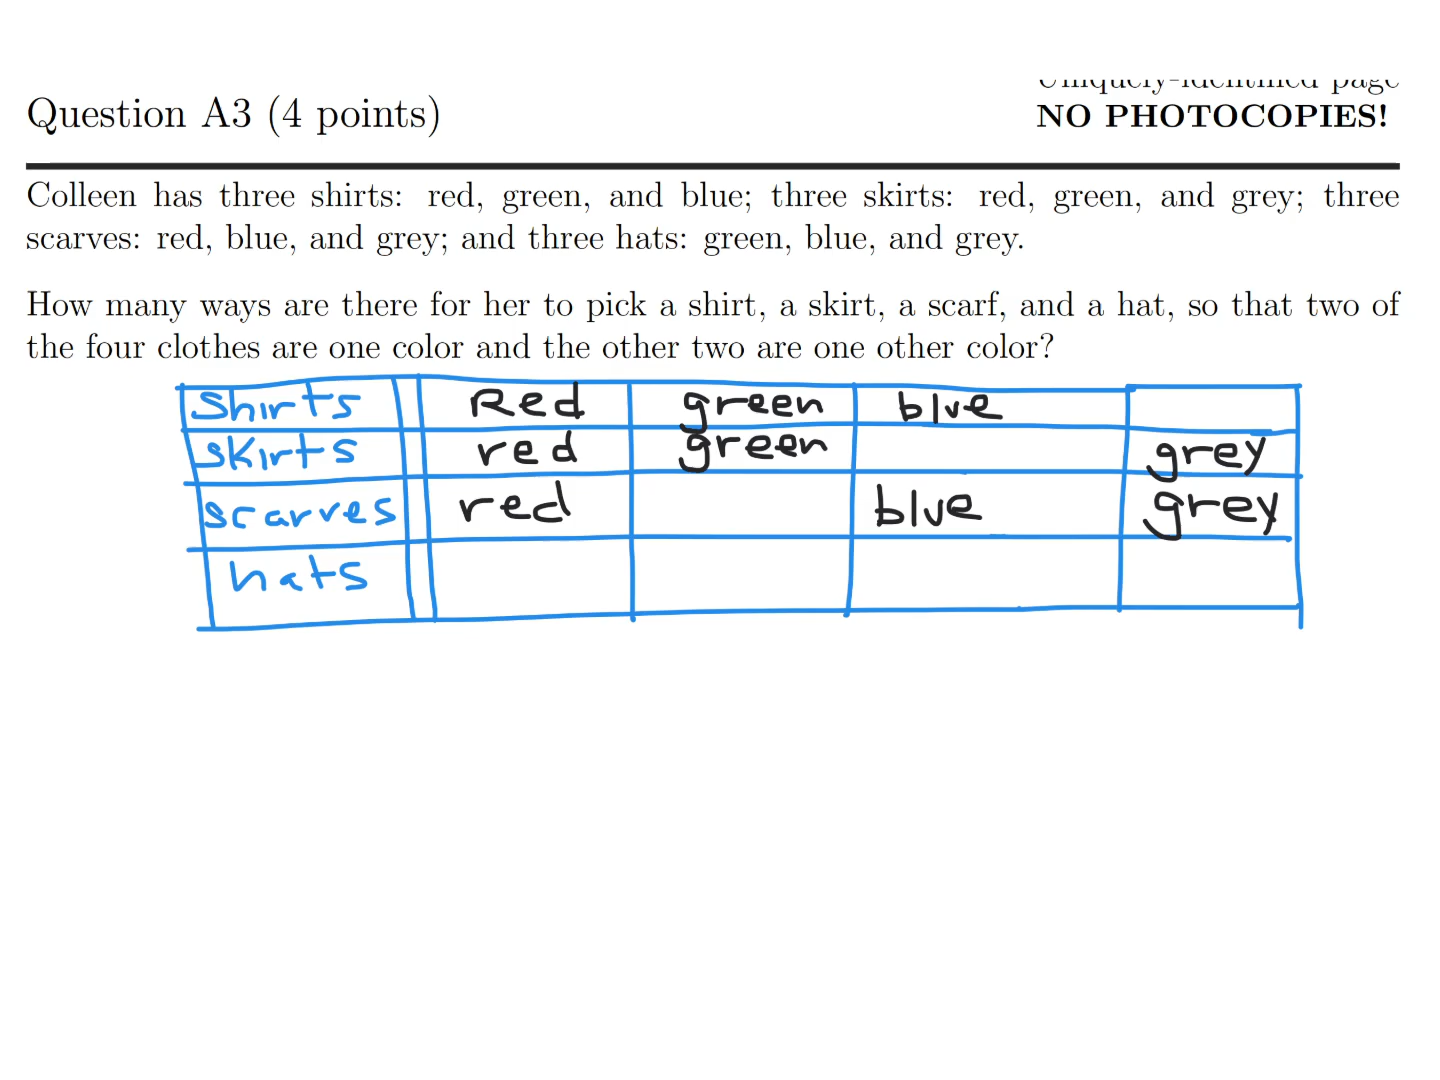 Uniquely-identified page
Question A3 (4 points)
NO PHOTOCOPIES!
Colleen has three shirts: red, green, and blue; three skirts: red, green, and grey; three
scarves: red, blue, and grey; and three hats: green, blue, and grey.
How many ways are there for her to pick a shirt, a skirt, a scarf, and a hat, so that two of
the four clothes are one color and the other two are one other color?
Shirts Red green blue
skirts red green grey
scarves red blue grey
hats